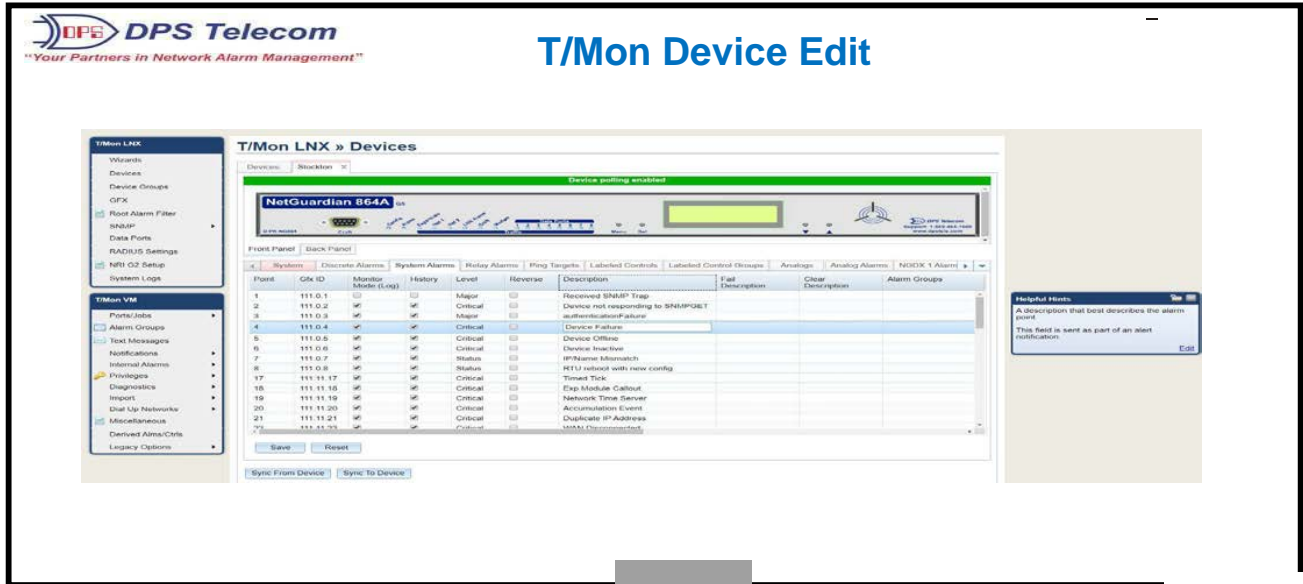 DPS DPS Telecom
"Your Partners in Network Alarm Management"
T/Mon Device Edit
T/Mon LNX
Wizards
Devices
Device Groups
GFX
Root Alarm Filter
SNMP
Data Ports
RADIUS Settings
NRI G2 Setup
System Logs
T/Mon VM
Ports/Jobs
Alarm Groups
Text Messages
Notifications
Internal Alarms
Privileges
Diagnostics
Import
Dial Up Networks
Miscellaneous
Derived Alms/Ctrls
Legacy Options
T/Mon LNX » Devices
Devices Stockton ×
Device polling enabled
NetGuardian 864A
Front Panel Back Panel
System Discrete Alarms System Alarms Relay Alarms Ping Targets Labeled Controls Labeled Control Groups Analogs Analog Alarms NGDX 1 Alarm
Point Gfx ID Monitor Mode (Log) History Level Reverse Description Fail Description Clear Description Alarm Groups
1 111.0.1 Major Received SNMP Trap
2 111.0.2 Critical Device not responding to SNMPGET
3 111.0.3 Major authenticationFailure
4 111.0.4 Critical Device Failure
5 111.0.5 Critical Device Offline
6 111.0.6 Critical Device Inactive
7 111.0.7 Status IP/Name Mismatch
8 111.0.8 Status RTU reboot with new config
17 111.11.17 Critical Timed Tick
18 111.11.18 Critical Exp Module Callout
19 111.11.19 Critical Network Time Server
20 111.11.20 Critical Accumulation Event
21 111.11.21 Critical Duplicate IP Address
Save Reset
Sync From Device Sync To Device
Helpful Hints
A description that best describes the alarm
point
This field is sent as part of an alert
notification.
Edit